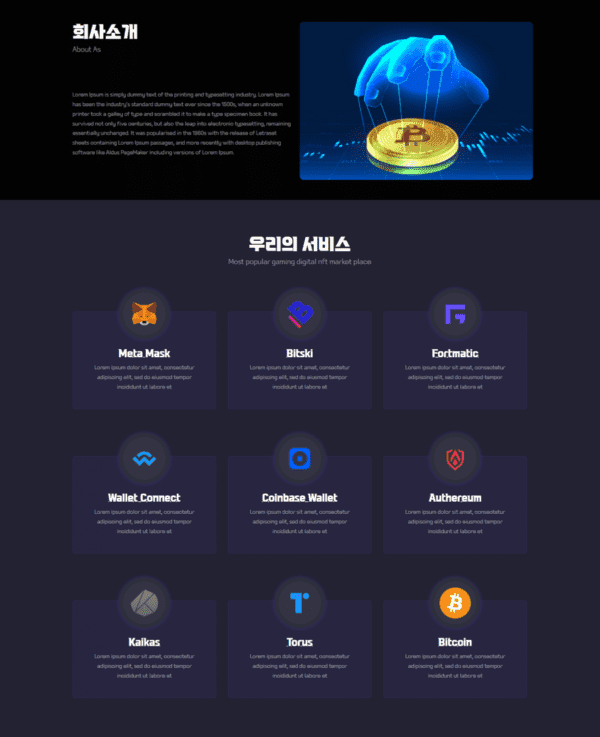 회사소개
About As
Lorem Ipsum is simply dummy text of the printing and typesetting industry. Lorem Ipsum
has been the industry's standard dummy text ever since the 1500s, when an unknown
printer took a galley of type and scrambled it to make a type specimen book. It has
survived not only five centuries, but also the leap into electronic typesetting, remaining
essentially unchanged. It was popularised in the 1960s with the release of Letraset
sheets containing Lorem Ipsum passages, and more recently with desktop publishing
software like Aldus PageMaker including versions of Lorem Ipsum.
우리의 서비스
Most popular gaming digital nft market place
Meta Mask
Lorem ipsum dolor sit amet, consectetur
adipiscing elit, sed do eiusmod tempor
incididunt ut labore et
Bitski
Lorem ipsum dolor sit amet, consectetur
adipiscing elit, sed do eiusmod tempor
incididunt ut labore et
Fortmatic
Lorem ipsum dolor sit amet, consectetur
adipiscing elit, sed do eiusmod tempor
incididunt ut labore et
Wallet Connect
Lorem ipsum dolor sit amet, consectetur
adipiscing elit, sed do eiusmod tempor
incididunt ut labore et
Coinbase Wallet
Lorem ipsum dolor sit amet, consectetur
adipiscing elit, sed do eiusmod tempor
incididunt ut labore et
Authereum
Lorem ipsum dolor sit amet, consectetur
adipiscing elit, sed do eiusmod tempor
incididunt ut labore et
Kaikas
Lorem ipsum dolor sit amet, consectetur
adipiscing elit, sed do eiusmod tempor
incididunt ut labore et
Torus
Lorem ipsum dolor sit amet, consectetur
adipiscing elit, sed do eiusmod tempor
incididunt ut labore et
Bitcoin
Lorem ipsum dolor sit amet, consectetur
adipiscing elit, sed do eiusmod tempor
incididunt ut labore et